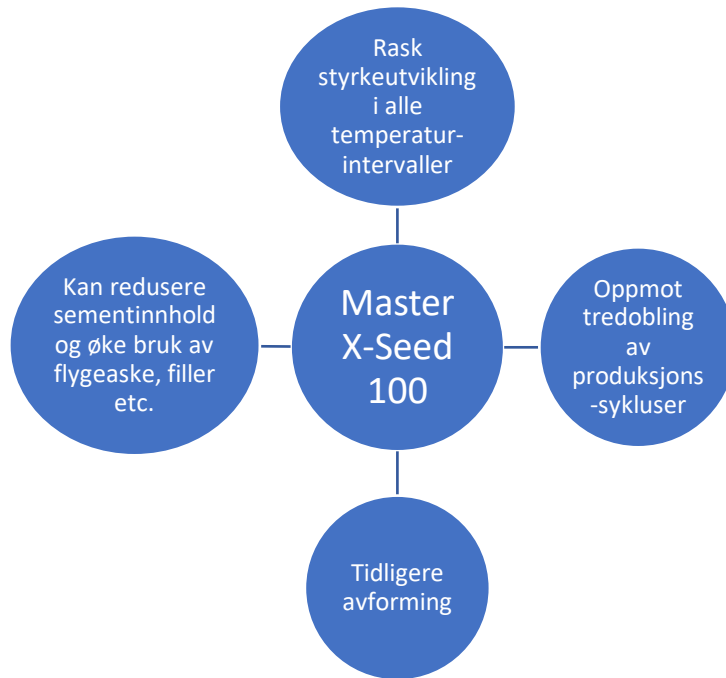 Rask
styrkeutvikling
i alle
temperatur-
intervaller
Kan redusere
sementinnhold
og øke bruk av
flygeaske, filler
etc.
Master
X-Seed
100
Oppmot
tredobling
av
produksjons
-sykluser
Tidligere
avforming